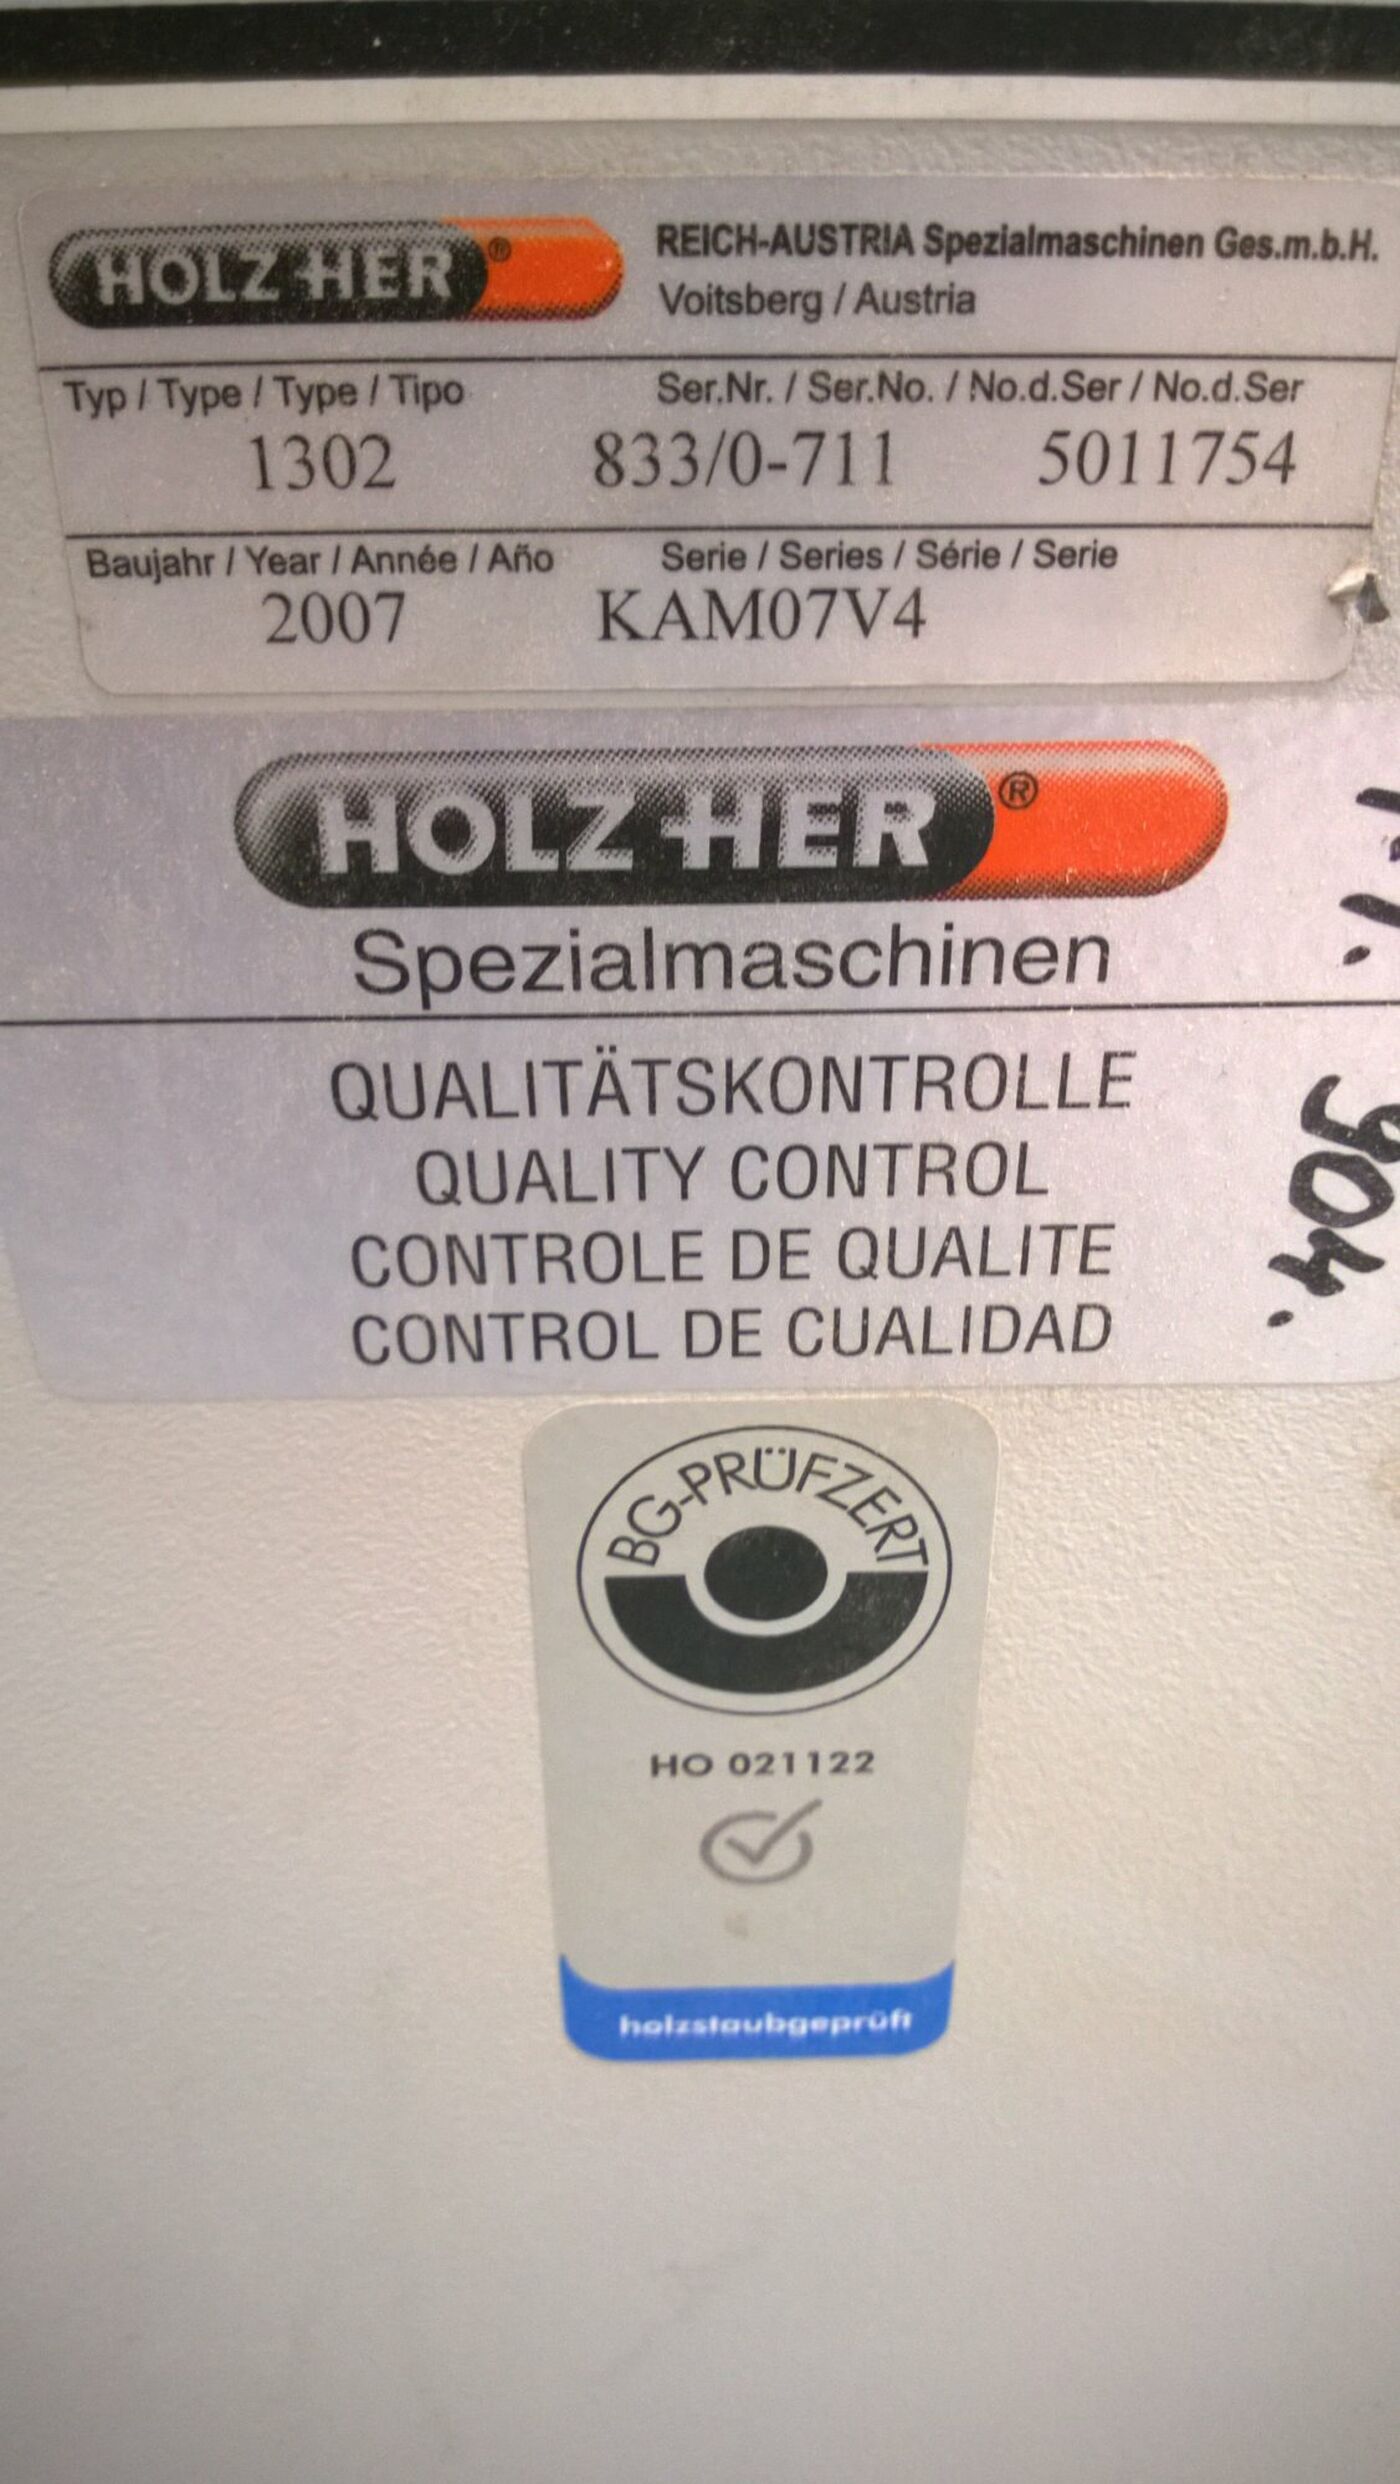 HOLZ-HER®
REICH-AUSTRIA Spezialmaschinen Ges.m.b.H.
Voitsberg / Austria
Typ / Type / Type / Tipo
Ser.Nr. / Ser.No. / No.d.Ser / No.d.Ser
1302 833/0-711 5011754
Baujahr / Year / Année / Año
Serie / Series / Série / Serie
2007 KAM07V4
HOLZ-HER®
Spezialmaschinen
QUALITÄTSKONTROLLE
QUALITY CONTROL
CONTROLE DE QUALITE
CONTROL DE CUALIDAD
904.
BG-PRÜFZERT
HO 021122
holzstaubgeprüft